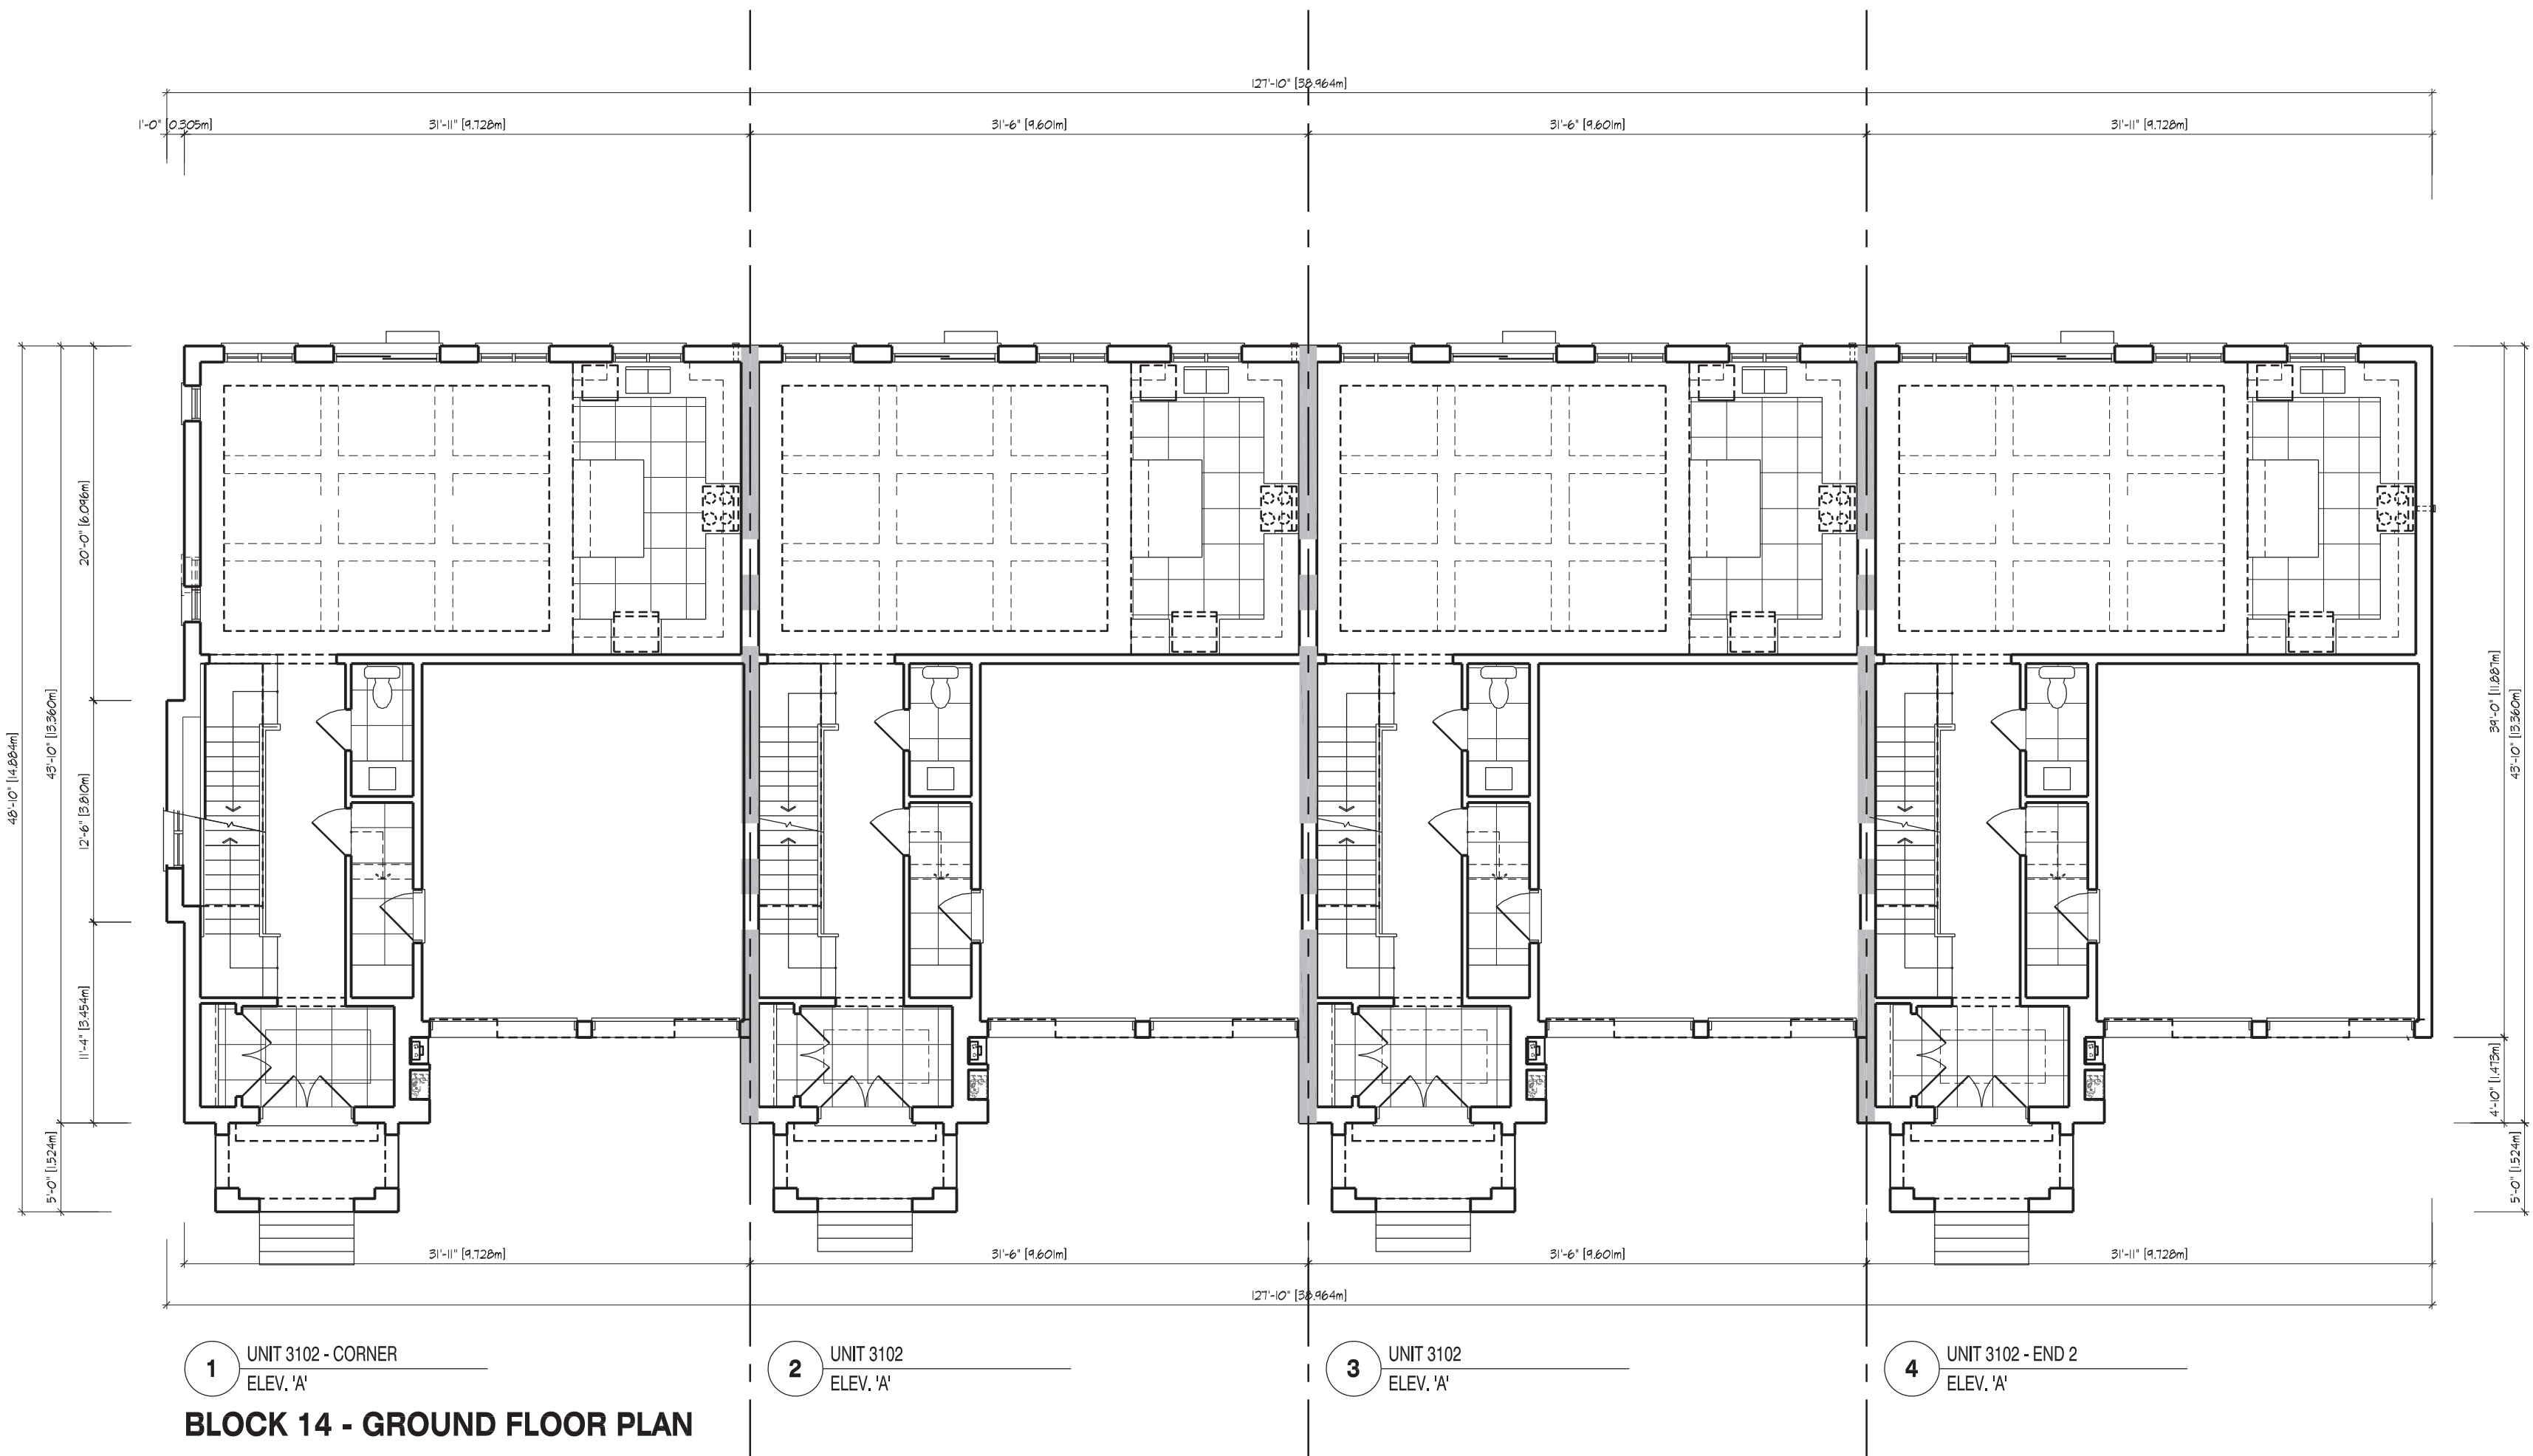 127'-10" [38.964m]
1'-0" [0.305m]
31'-11" [9.728m]
31'-6" [9.601m]
31'-6" [9.601m]
31'-11" [9.728m]
48'-10" [14.884m]
43'-10" [13.360m]
20'-0" [6.096m]
12'-6" [3.810m]
11'-4" [3.454m]
5'-0" [1.524m]
39'-0" [11.887m]
43'-10" [13.360m]
4'-10" [1.473m]
5'-0" [1.524m]
31'-11" [9.728m]
31'-6" [9.601m]
31'-6" [9.601m]
31'-11" [9.728m]
127'-10" [38.964m]
1
UNIT 3102 - CORNER
ELEV. 'A'
2
UNIT 3102
ELEV. 'A'
3
UNIT 3102
ELEV. 'A'
4
UNIT 3102 - END 2
ELEV. 'A'
BLOCK 14 - GROUND FLOOR PLAN